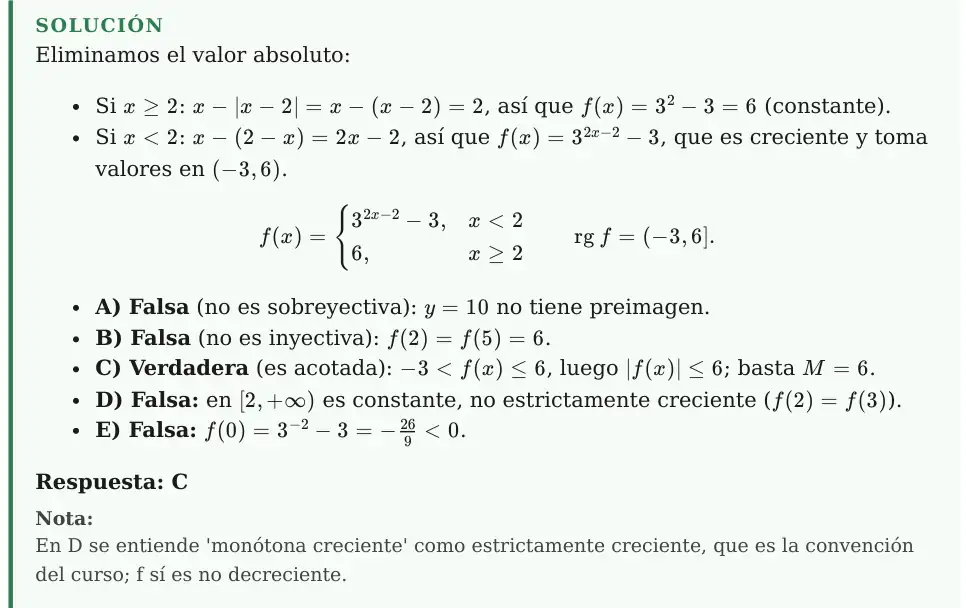 SOLUCIÓN
Eliminamos el valor absoluto:
• Si x ≥ 2: x − |x − 2| = x − (x − 2) = 2, así que f(x) = 3² − 3 = 6 (constante).
• Si x < 2: x − (2 − x) = 2x − 2, así que f(x) = 3^{2x−2} − 3, que es creciente y toma
valores en (−3, 6).
f(x) = { 3^{2x−2} − 3, x < 2
6, x ≥ 2 rg f = (−3, 6].
• A) Falsa (no es sobreyectiva): y = 10 no tiene preimagen.
• B) Falsa (no es inyectiva): f(2) = f(5) = 6.
• C) Verdadera (es acotada): −3 < f(x) ≤ 6, luego |f(x)| ≤ 6; basta M = 6.
• D) Falsa: en [2, +∞) es constante, no estrictamente creciente (f(2) = f(3)).
• E) Falsa: f(0) = 3^{−2} − 3 = −26/9 < 0.
Respuesta: C
Nota:
En D se entiende 'monótona creciente' como estrictamente creciente, que es la convención
del curso; f sí es no decreciente.